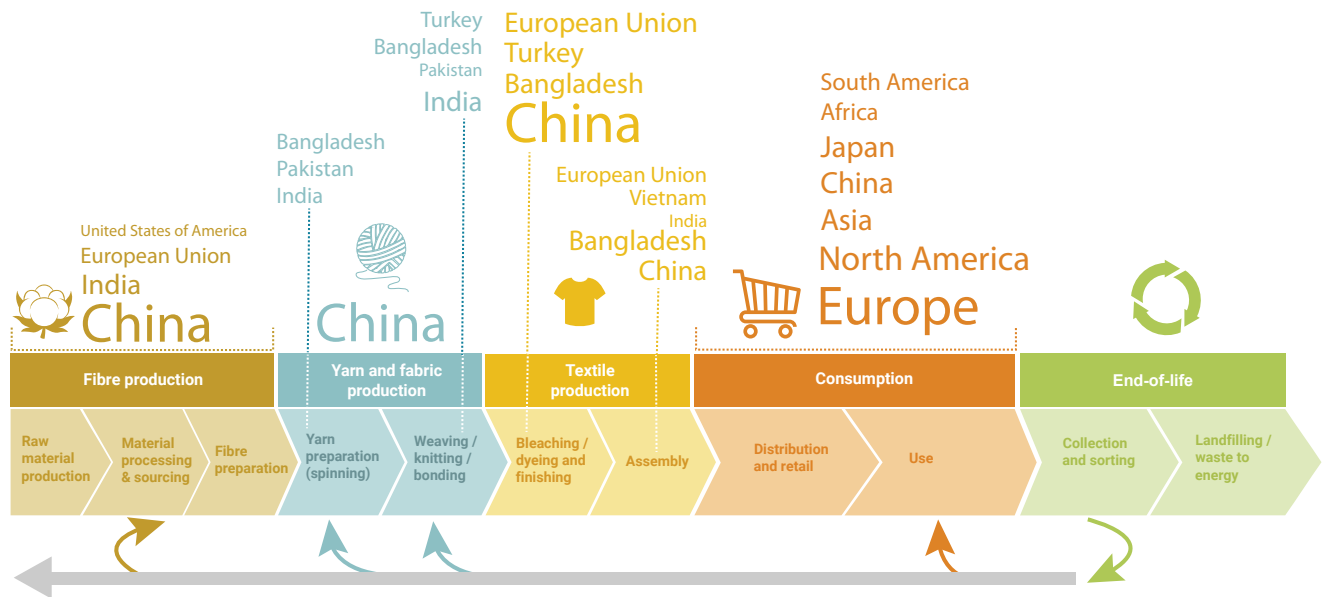 United States of America
European Union
India
China
Bangladesh
Pakistan
India
China
Turkey
Bangladesh
Pakistan
India
European Union
Turkey
Bangladesh
China
European Union
Vietnam
India
Bangladesh
China
South America
Africa
Japan
China
Asia
North America
Europe
Fibre production
Yarn and fabric
production
Textile
production
Consumption
End-of-life
Raw
material
production
Material
processing
& sourcing
Fibre
preparation
Yarn
preparation
(spinning)
Weaving /
knitting /
bonding
Bleaching /
dyeing and
finishing
Assembly
Distribution
and retail
Use
Collection
and sorting
Landfilling /
waste to
energy